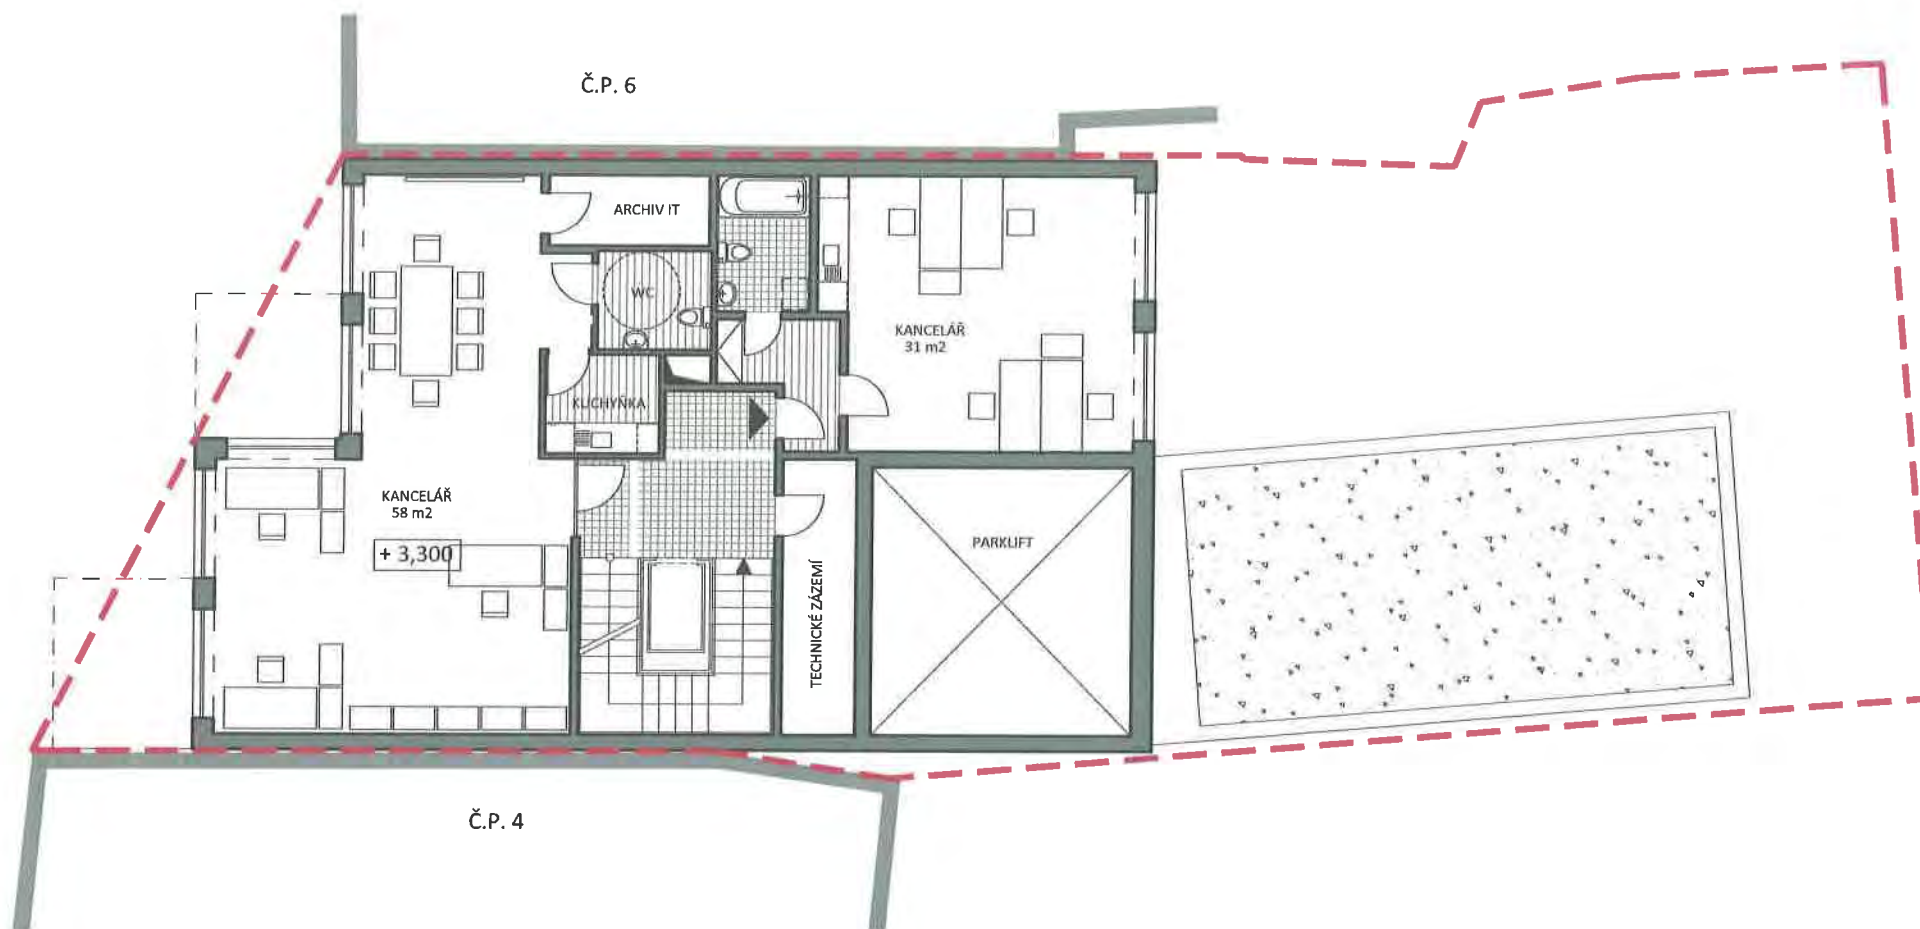 Č.P. 6
ARCHIV IT
WC
KANCELÁŘ
31 m2
KUCHYŇKA
KANCELÁŘ
58 m2
+ 3,300
PARKLIFT
TECHNICKÉ ZÁZEMÍ
Č.P. 4